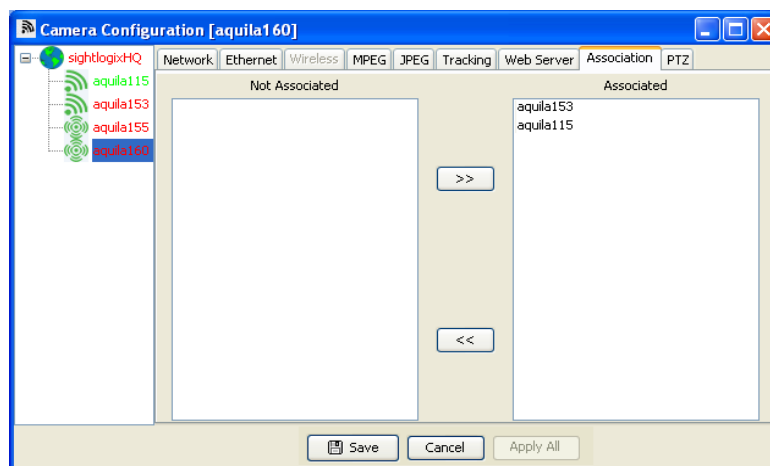 Camera Configuration [aquila160]
sightlogixHQ
aquila115
aquila153
aquila155
aquila160
Network Ethernet Wireless MPEG JPEG Tracking Web Server Association PTZ
Not Associated
Associated
aquila153
aquila115
>>
<<
Save Cancel Apply All